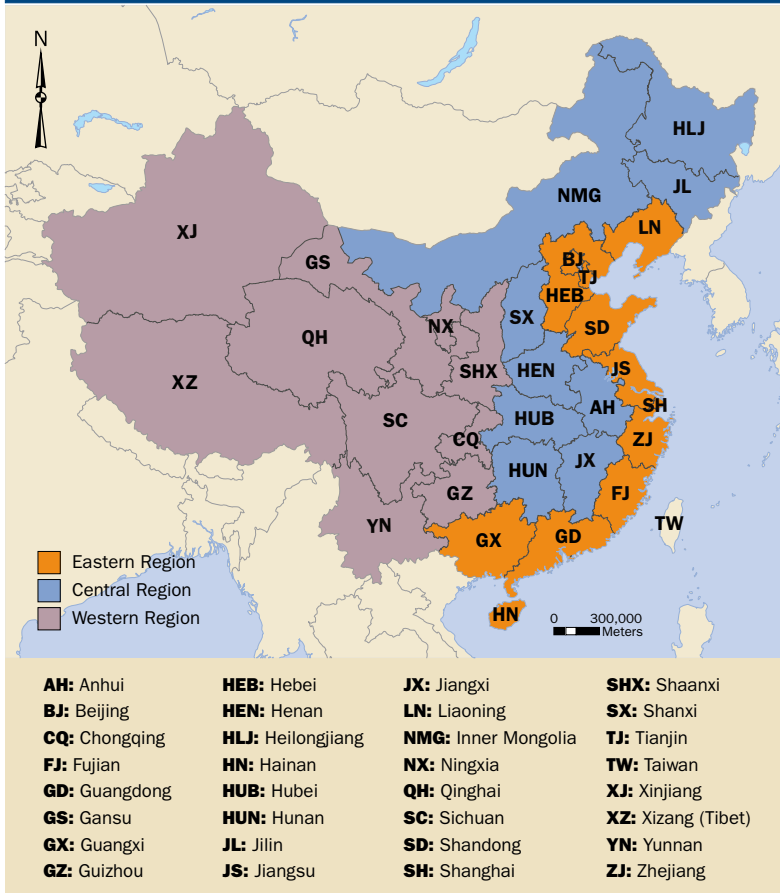 N
HLJ
JL
NMG
LN
XJ
GS
BJ
TJ
HEB
NX
SX
SD
QH
SHX
HEN
JS
XZ
SC
AH
SH
HUB
CQ
ZJ
HUN
JX
GZ
FJ
YN
TW
GX
GD
HN
Eastern Region
Central Region
Western Region
0 300,000
Meters
AH: Anhui
BJ: Beijing
CQ: Chongqing
FJ: Fujian
GD: Guangdong
GS: Gansu
GX: Guangxi
GZ: Guizhou
HEB: Hebei
HEN: Henan
HLJ: Heilongjiang
HN: Hainan
HUB: Hubei
HUN: Hunan
JL: Jilin
JS: Jiangsu
JX: Jiangxi
LN: Liaoning
NMG: Inner Mongolia
NX: Ningxia
QH: Qinghai
SC: Sichuan
SD: Shandong
SH: Shanghai
SHX: Shaanxi
SX: Shanxi
TJ: Tianjin
TW: Taiwan
XJ: Xinjiang
XZ: Xizang (Tibet)
YN: Yunnan
ZJ: Zhejiang